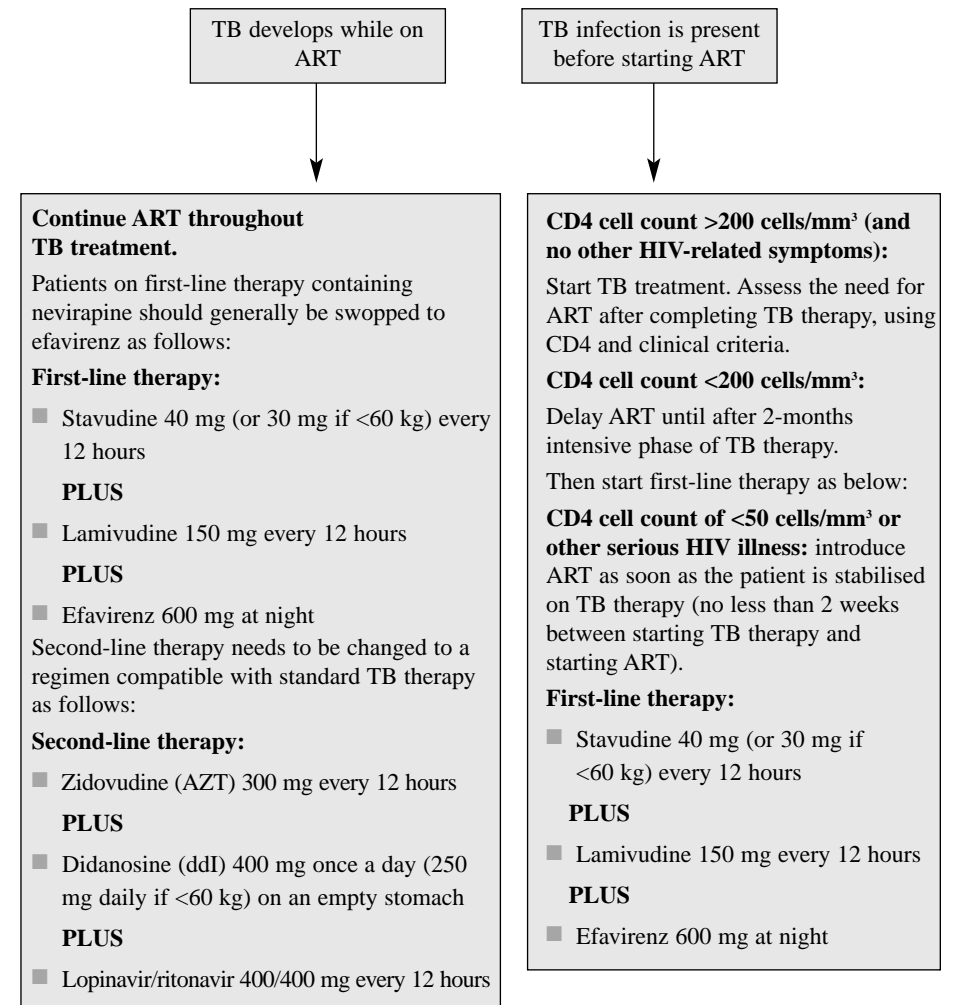 TB develops while on
ART
TB infection is present
before starting ART
Continue ART throughout
TB treatment.
Patients on first-line therapy containing
nevirapine should generally be swopped to
efavirenz as follows:
First-line therapy:
■ Stavudine 40 mg (or 30 mg if <60 kg) every
12 hours
PLUS
■ Lamivudine 150 mg every 12 hours
PLUS
■ Efavirenz 600 mg at night
Second-line therapy needs to be changed to a
regimen compatible with standard TB therapy
as follows:
Second-line therapy:
■ Zidovudine (AZT) 300 mg every 12 hours
PLUS
■ Didanosine (ddI) 400 mg once a day (250
mg daily if <60 kg) on an empty stomach
PLUS
■ Lopinavir/ritonavir 400/400 mg every 12 hours
CD4 cell count >200 cells/mm³ (and
no other HIV-related symptoms):
Start TB treatment. Assess the need for
ART after completing TB therapy, using
CD4 and clinical criteria.
CD4 cell count <200 cells/mm³:
Delay ART until after 2-months
intensive phase of TB therapy.
Then start first-line therapy as below:
CD4 cell count of <50 cells/mm³ or
other serious HIV illness: introduce
ART as soon as the patient is stabilised
on TB therapy (no less than 2 weeks
between starting TB therapy and
starting ART).
First-line therapy:
■ Stavudine 40 mg (or 30 mg if
<60 kg) every 12 hours
PLUS
■ Lamivudine 150 mg every 12 hours
PLUS
■ Efavirenz 600 mg at night